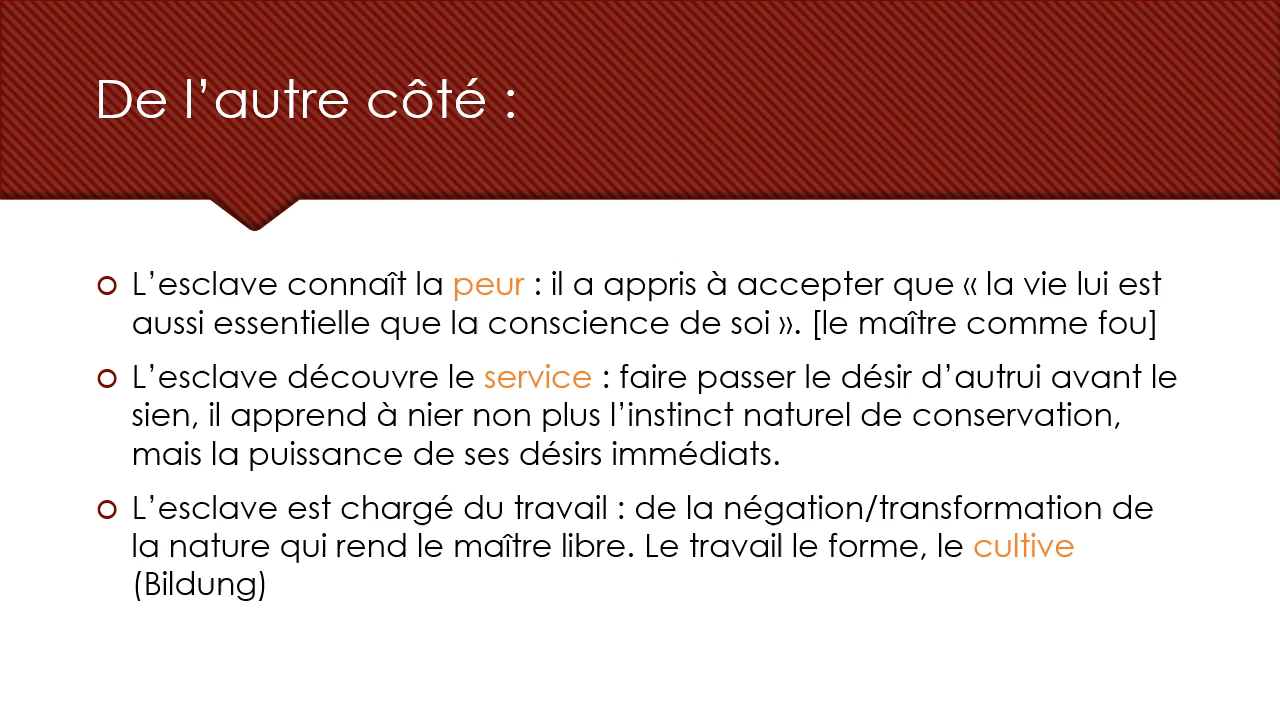 De l’autre côté :
L’esclave connaît la peur : il a appris à accepter que « la vie lui est
aussi essentielle que la conscience de soi ». [le maître comme fou]
L’esclave découvre le service : faire passer le désir d’autrui avant le
sien, il apprend à nier non plus l’instinct naturel de conservation,
mais la puissance de ses désirs immédiats.
L’esclave est chargé du travail : de la négation/transformation de
la nature qui rend le maître libre. Le travail le forme, le cultive
(Bildung)